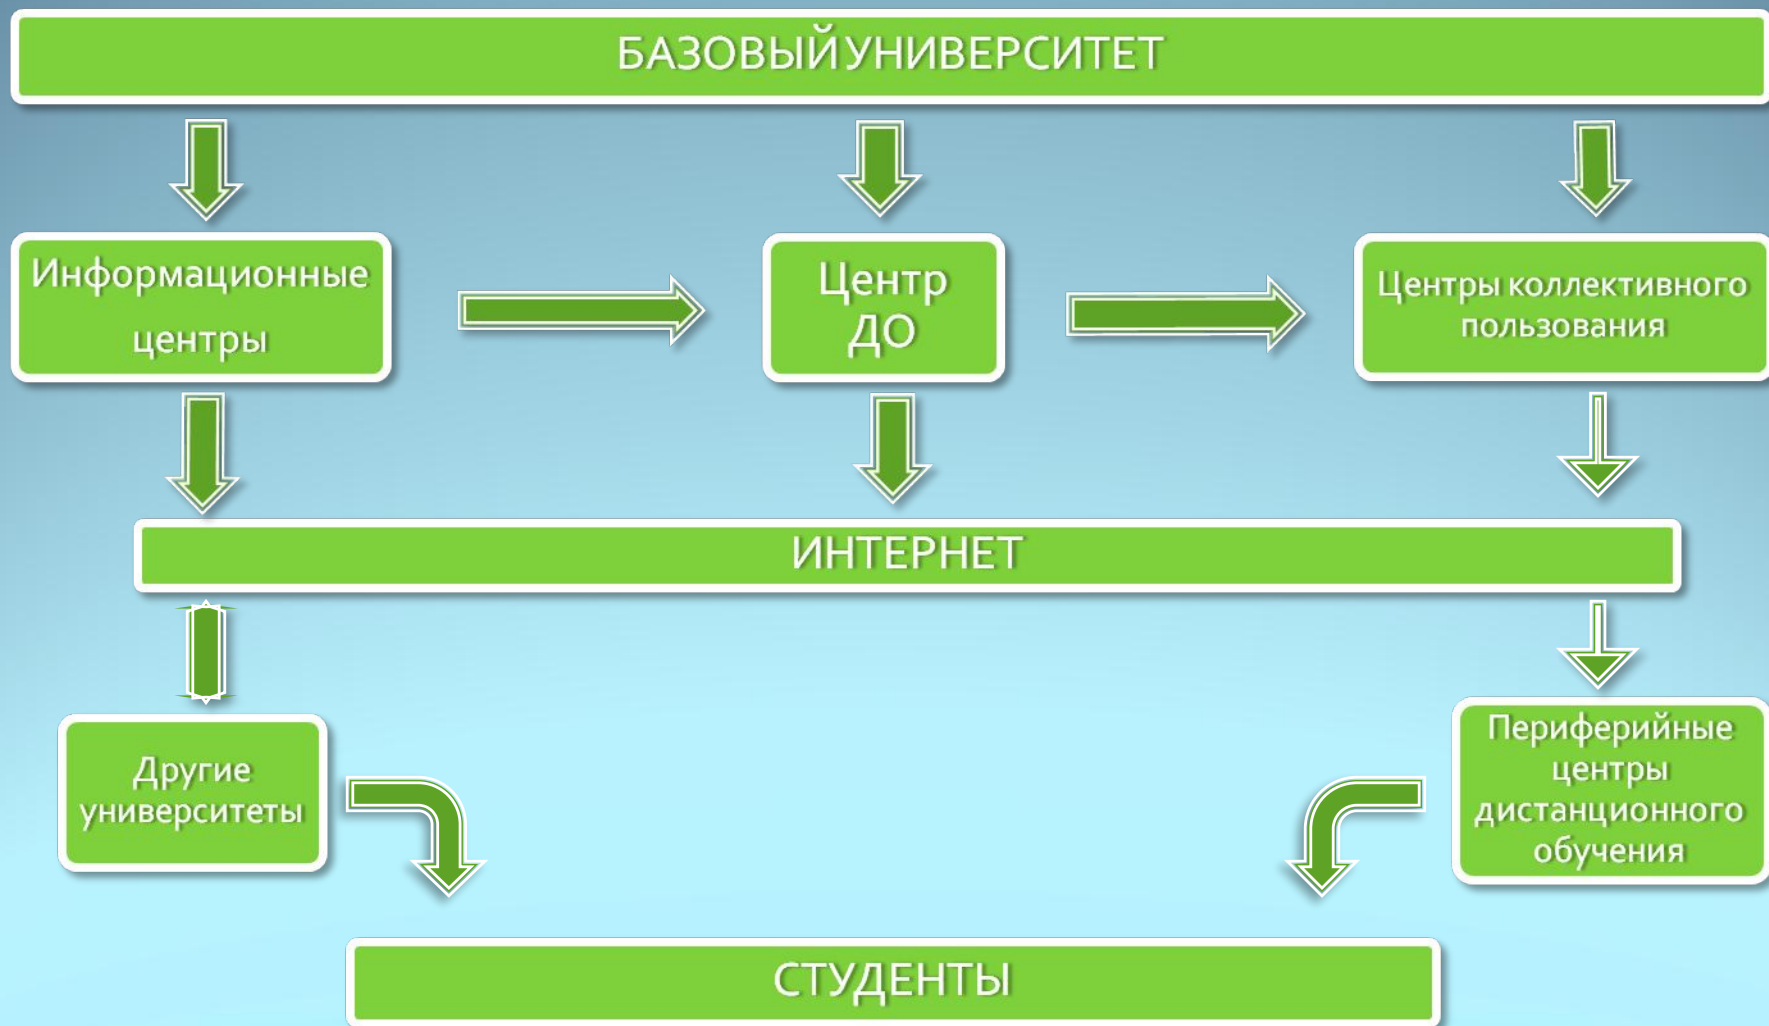 БАЗОВЫЙ УНИВЕРСИТЕТ
Информационные
центры
Центр
ДО
Центры коллективного
пользования
ИНТЕРНЕТ
Другие
университеты
Периферийные
центры
дистанционного
обучения
СТУДЕНТЫ